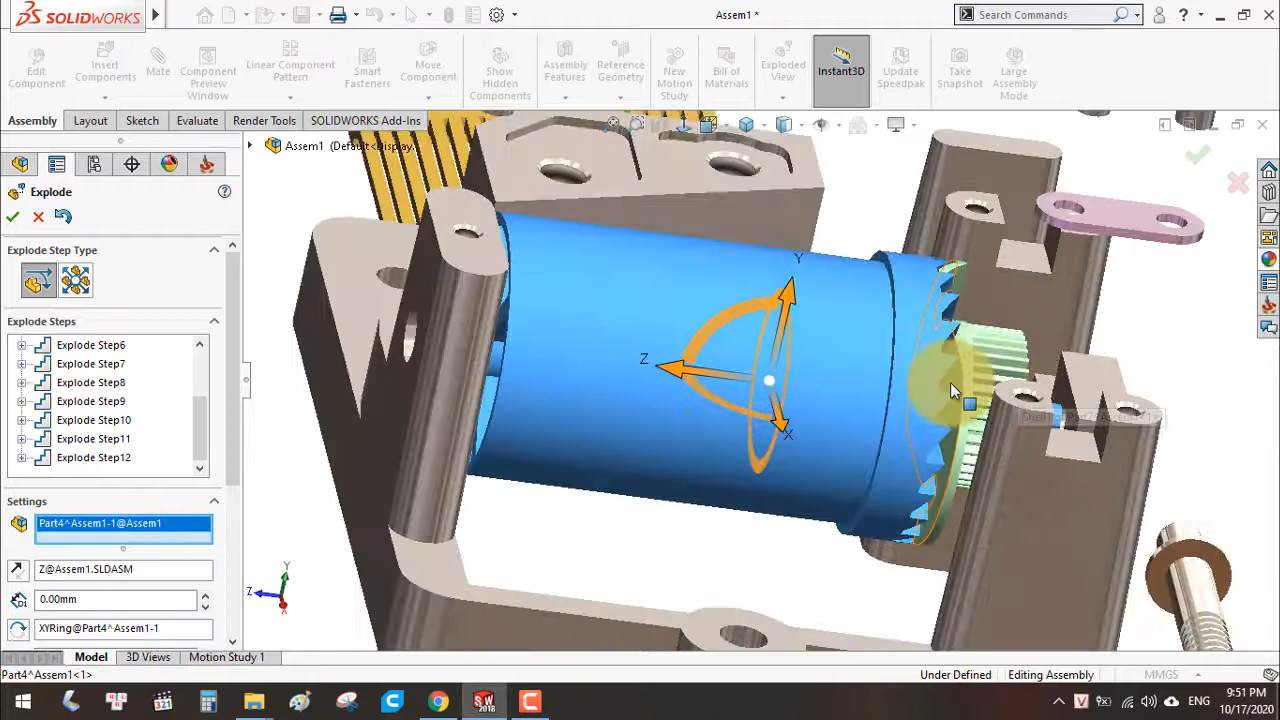 SOLIDWORKS
Assem1 *
Search Commands
Edit Component
Insert Components
Mate
Component Preview Window
Linear Component Pattern
Smart Fasteners
Move Component
Show Hidden Components
Assembly Features
Reference Geometry
New Motion Study
Bill of Materials
Exploded View
Instant3D
Update Speedpak
Take Snapshot
Large Assembly Mode
Assembly
Layout
Sketch
Evaluate
Render Tools
SOLIDWORKS Add-Ins
Assem1 (Default<Display...
Explode
Explode Step Type
Explode Steps
Explode Step6
Explode Step7
Explode Step8
Explode Step9
Explode Step10
Explode Step11
Explode Step12
Settings
Part4^Assem1-1@Assem1
Z@Assem1.SLDASM
0.00mm
XYRing@Part4^Assem1-1
Y
Z
X
Y
Z
X
Model
3D Views
Motion Study 1
Part4^Assem1<1>
Under Defined
Editing Assembly
MMGS
321
SW
2018
V
ENG
9:51 PM
10/17/2020